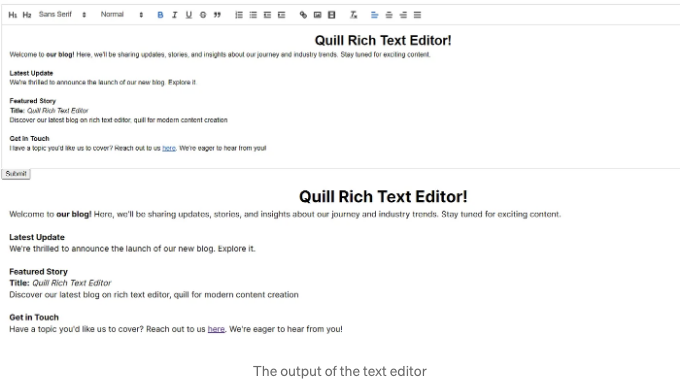 H1 H2 Sans Serif Normal B I U S ”
Quill Rich Text Editor!
Welcome to our blog! Here, we'll be sharing updates, stories, and insights about our journey and industry trends. Stay tuned for exciting content.
Latest Update
We're thrilled to announce the launch of our new blog. Explore it.
Featured Story
Title: Quill Rich Text Editor
Discover our latest blog on rich text editor, quill for modern content creation
Get in Touch
Have a topic you'd like us to cover? Reach out to us here. We're eager to hear from you!
Submit
Quill Rich Text Editor!
Welcome to our blog! Here, we'll be sharing updates, stories, and insights about our journey and industry trends. Stay tuned for exciting content.
Latest Update
We're thrilled to announce the launch of our new blog. Explore it.
Featured Story
Title: Quill Rich Text Editor
Discover our latest blog on rich text editor, quill for modern content creation
Get in Touch
Have a topic you'd like us to cover? Reach out to us here. We're eager to hear from you!
The output of the text editor